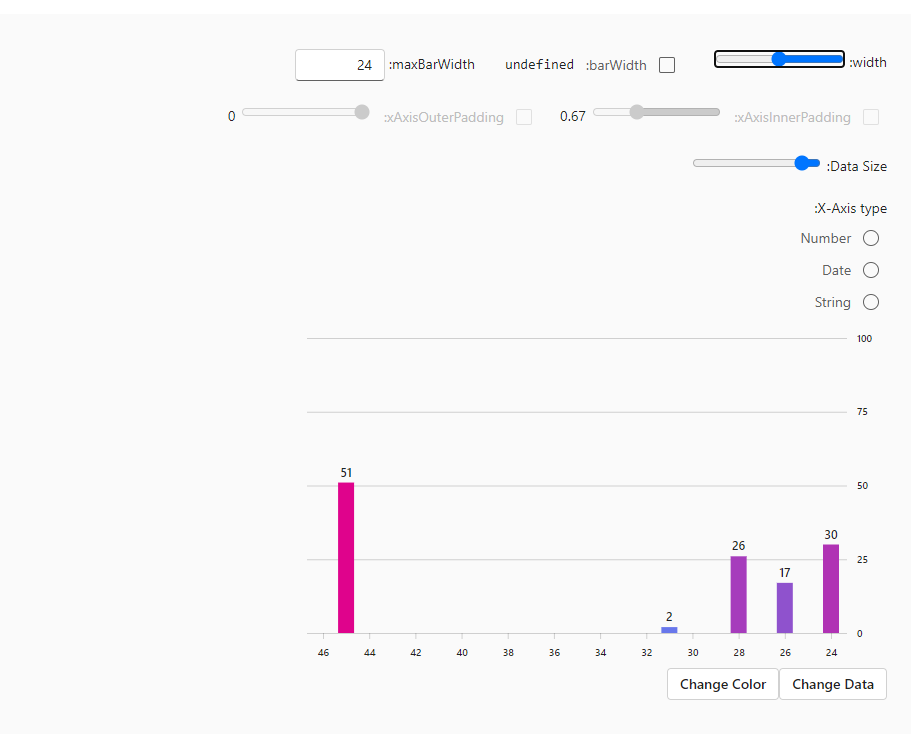 width:
barWidth: undefined
maxBarWidth: 24
xAxisInnerPadding: 0.67
xAxisOuterPadding: 0
Data Size:
X-Axis type:
Number
Date
String
100
75
51
50
30
26
25
17
2
0
46 44 42 40 38 36 34 32 30 28 26 24
Change Color Change Data